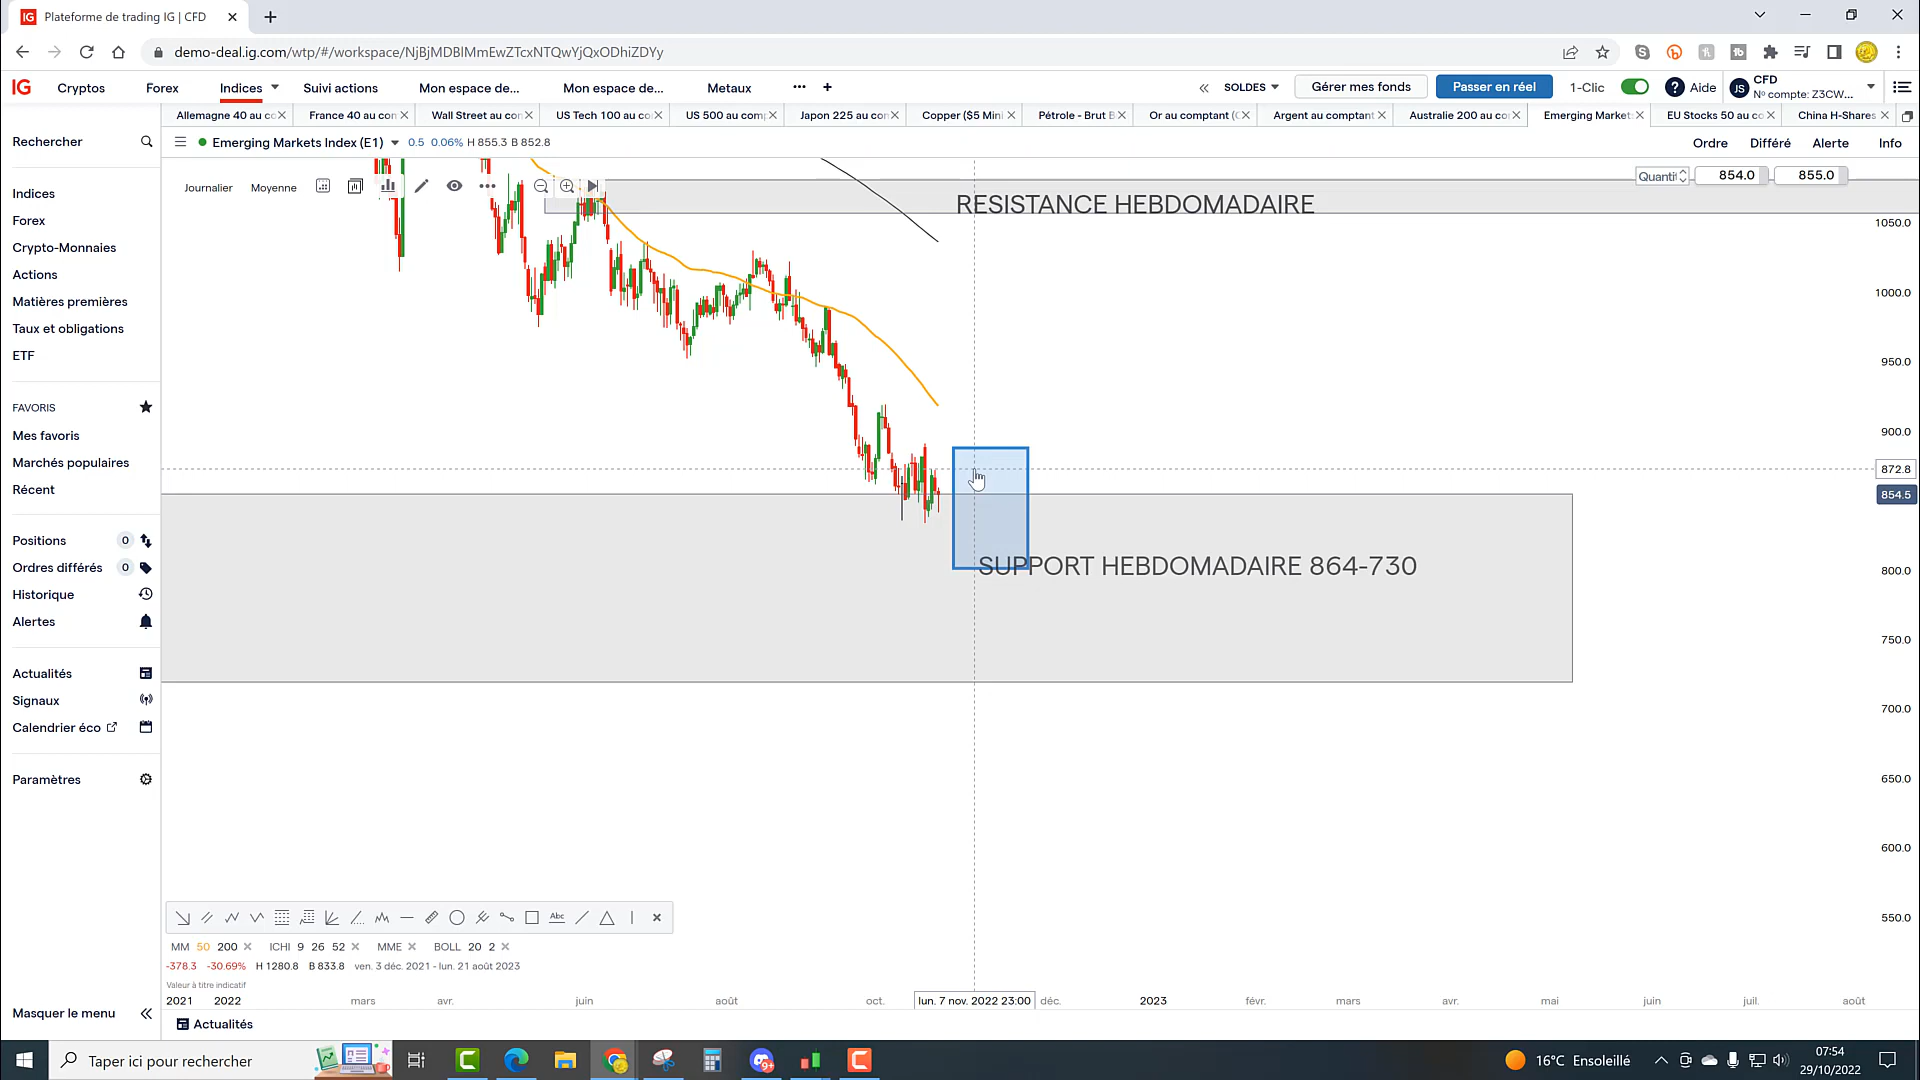 IG Plateforme de trading IG | CFD
demo-deal.ig.com/wtp/#/workspace/NjBjMDBlMmEwZTcxNTQwYjQxODhiZDYy
IG Cryptos Forex Indices Suivi actions Mon espace de... Mon espace de... Metaux ••• + SOLDES Gérer mes fonds Passer en réel 1-Clic Aide JS CFD
Nº compte: Z3CW...
Allemagne 40 au co France 40 au con Wall Street au con US Tech 100 au co: US 500 au comp Japon 225 au con Copper ($5 Mini Pétrole - Brut B Or au comptant ( Argent au comptant Australie 200 au co Emerging Market: EU Stocks 50 au co China H-Shares
Rechercher
Emerging Markets Index (E1) 0.5 0.06% H 855.3 B 852.8
Ordre Différé Alerte Info
Journalier Moyenne
Quanti 854.0 855.0
RESISTANCE HEBDOMADAIRE
Indices
Forex
Crypto-Monnaies
Actions
Matières premières
Taux et obligations
ETF
FAVORIS
Mes favoris
Marchés populaires
Récent
Positions 0
Ordres différés 0
Historique
Alertes
Actualités
Signaux
Calendrier éco
Paramètres
Masquer le menu
1050.0
1000.0
950.0
900.0
872.8
854.5
800.0
750.0
700.0
650.0
600.0
550.0
SUPPORT HEBDOMADAIRE 864-730
Abc
MM 50 200 ICHI 9 26 52 MME BOLL 20 2
-378.3 -30.69% H 1280.8 B 833.8 ven. 3 déc. 2021 - lun. 21 août 2023
Valeur à titre indicatif
2021 2022 mars avr. juin août oct. lun. 7 nov. 2022 23:00 déc. 2023 févr. mars avr. mai juin juil. août
Actualités
Taper ici pour rechercher
16°C Ensoleillé
07:54
29/10/2022